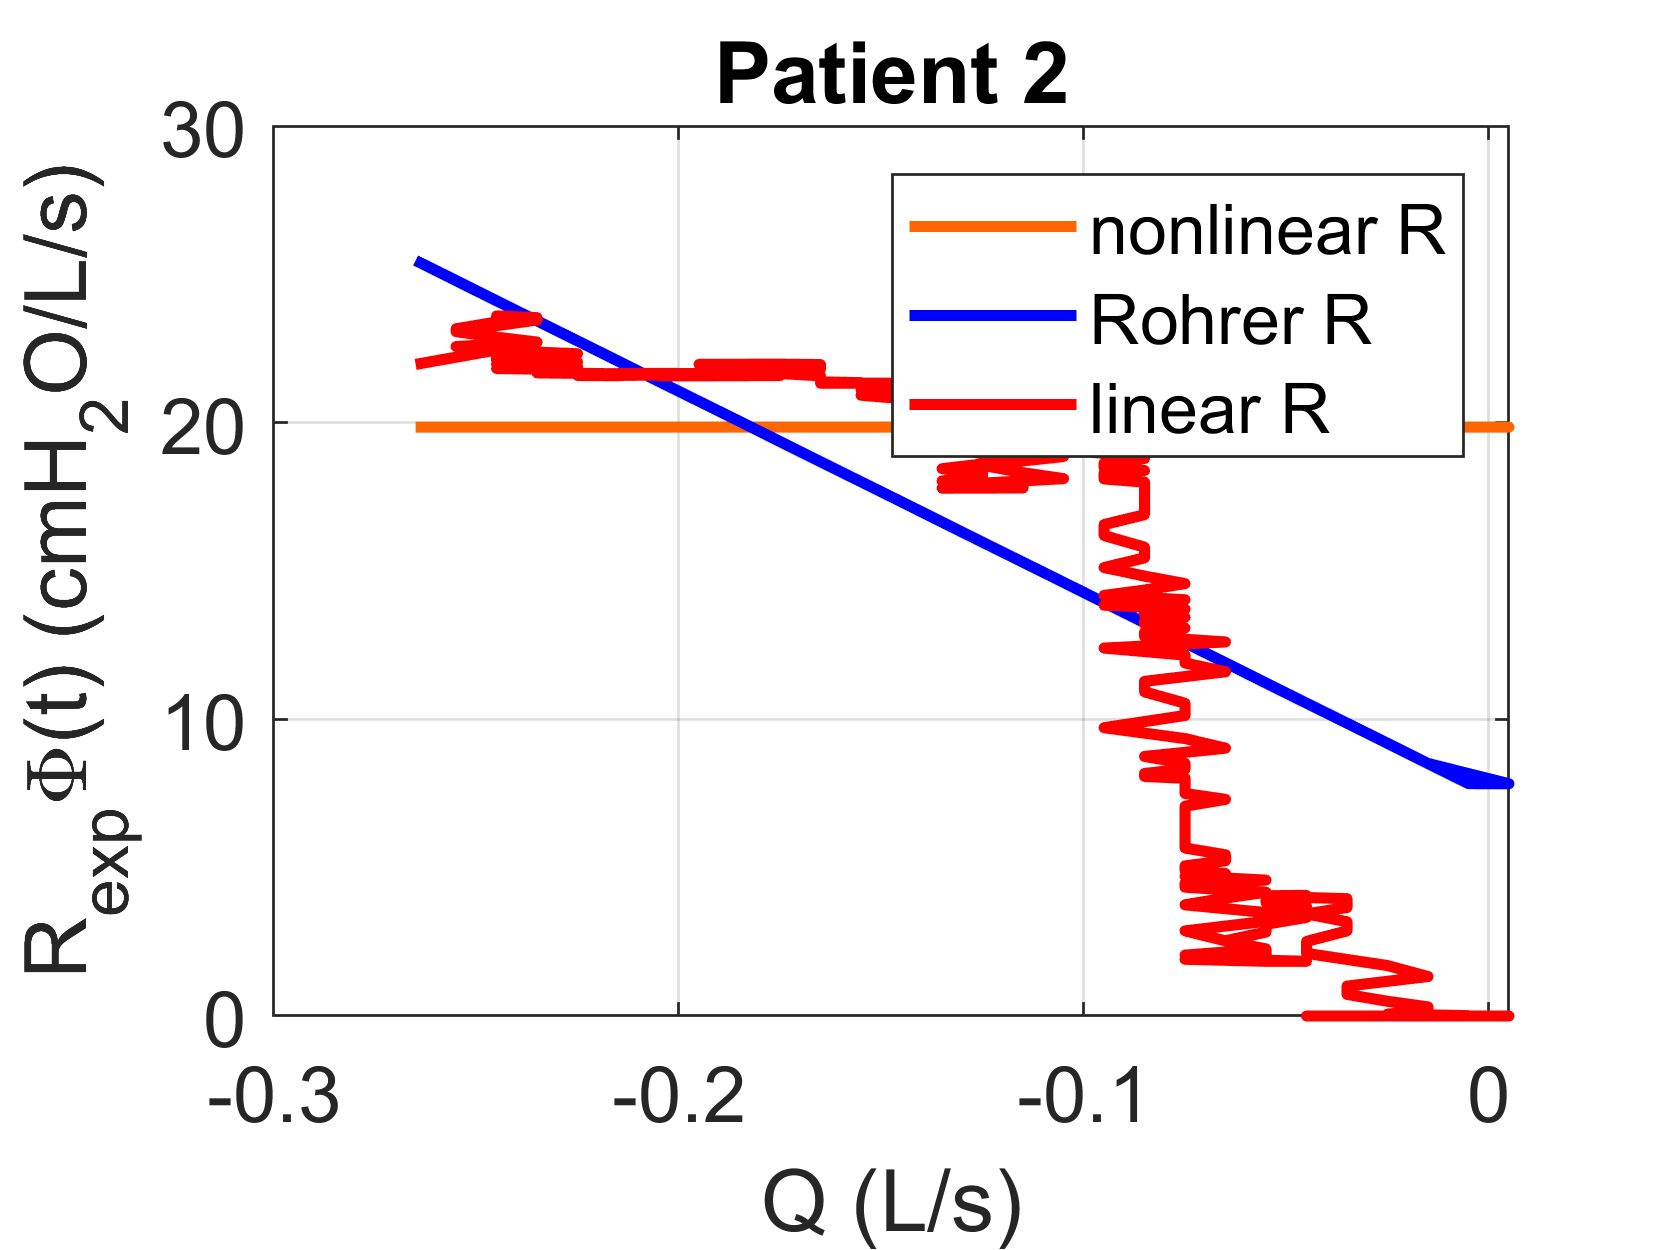 Patient 2
30
20
10
0
R_exp Φ(t) (cmH_2O/L/s)
nonlinear R
Rohrer R
linear R
-0.3 -0.2 -0.1 0
Q (L/s)